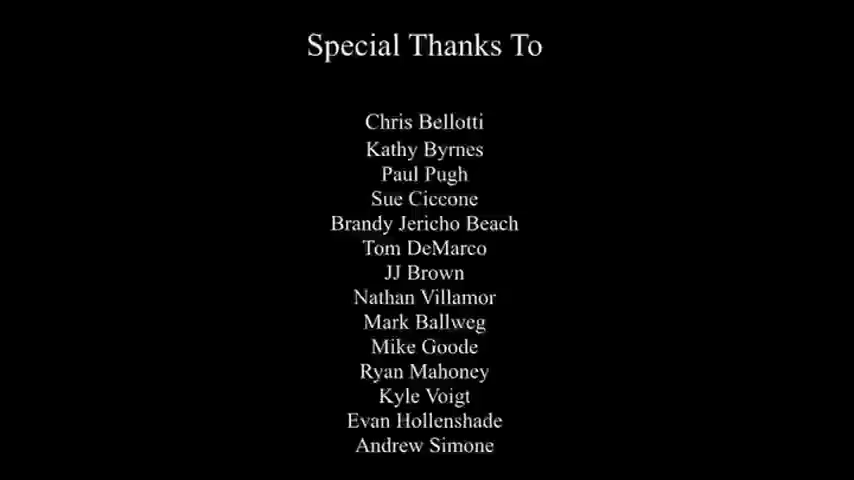 Special Thanks To
Chris Bellotti
Kathy Byrnes
Paul Pugh
Sue Ciccone
Brandy Jericho Beach
Tom DeMarco
JJ Brown
Nathan Villamor
Mark Ballweg
Mike Goode
Ryan Mahoney
Kyle Voigt
Evan Hollenshade
Andrew Simone